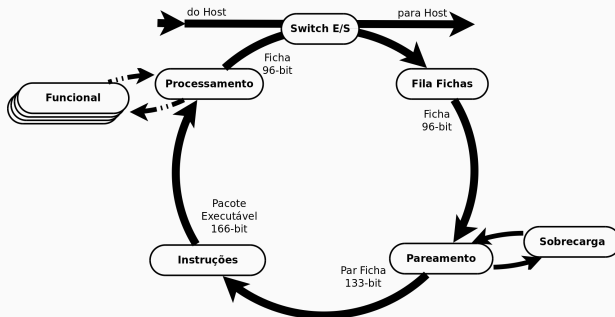 do Host
para Host
Switch E/S
Ficha
96-bit
Processamento
Fila Fichas
Funcional
Ficha
96-bit
Pacote
Executável
166-bit
Sobrecarga
Pareamento
Instruções
Par Ficha
133-bit